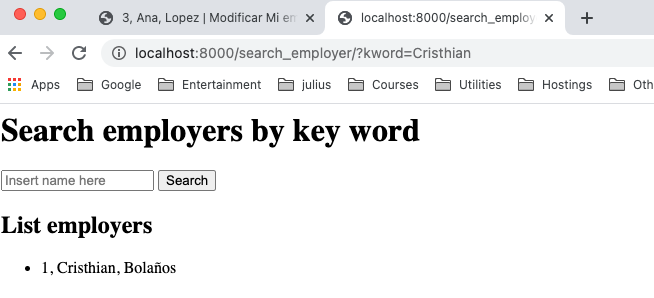 3, Ana, Lopez | Modificar Mi en
localhost:8000/search_employ
localhost:8000/search_employer/?kword=Cristhian
Apps Google Entertainment julius Courses Utilities Hostings Oth
Search employers by key word
Insert name here Search
List employers
• 1, Cristhian, Bolaños